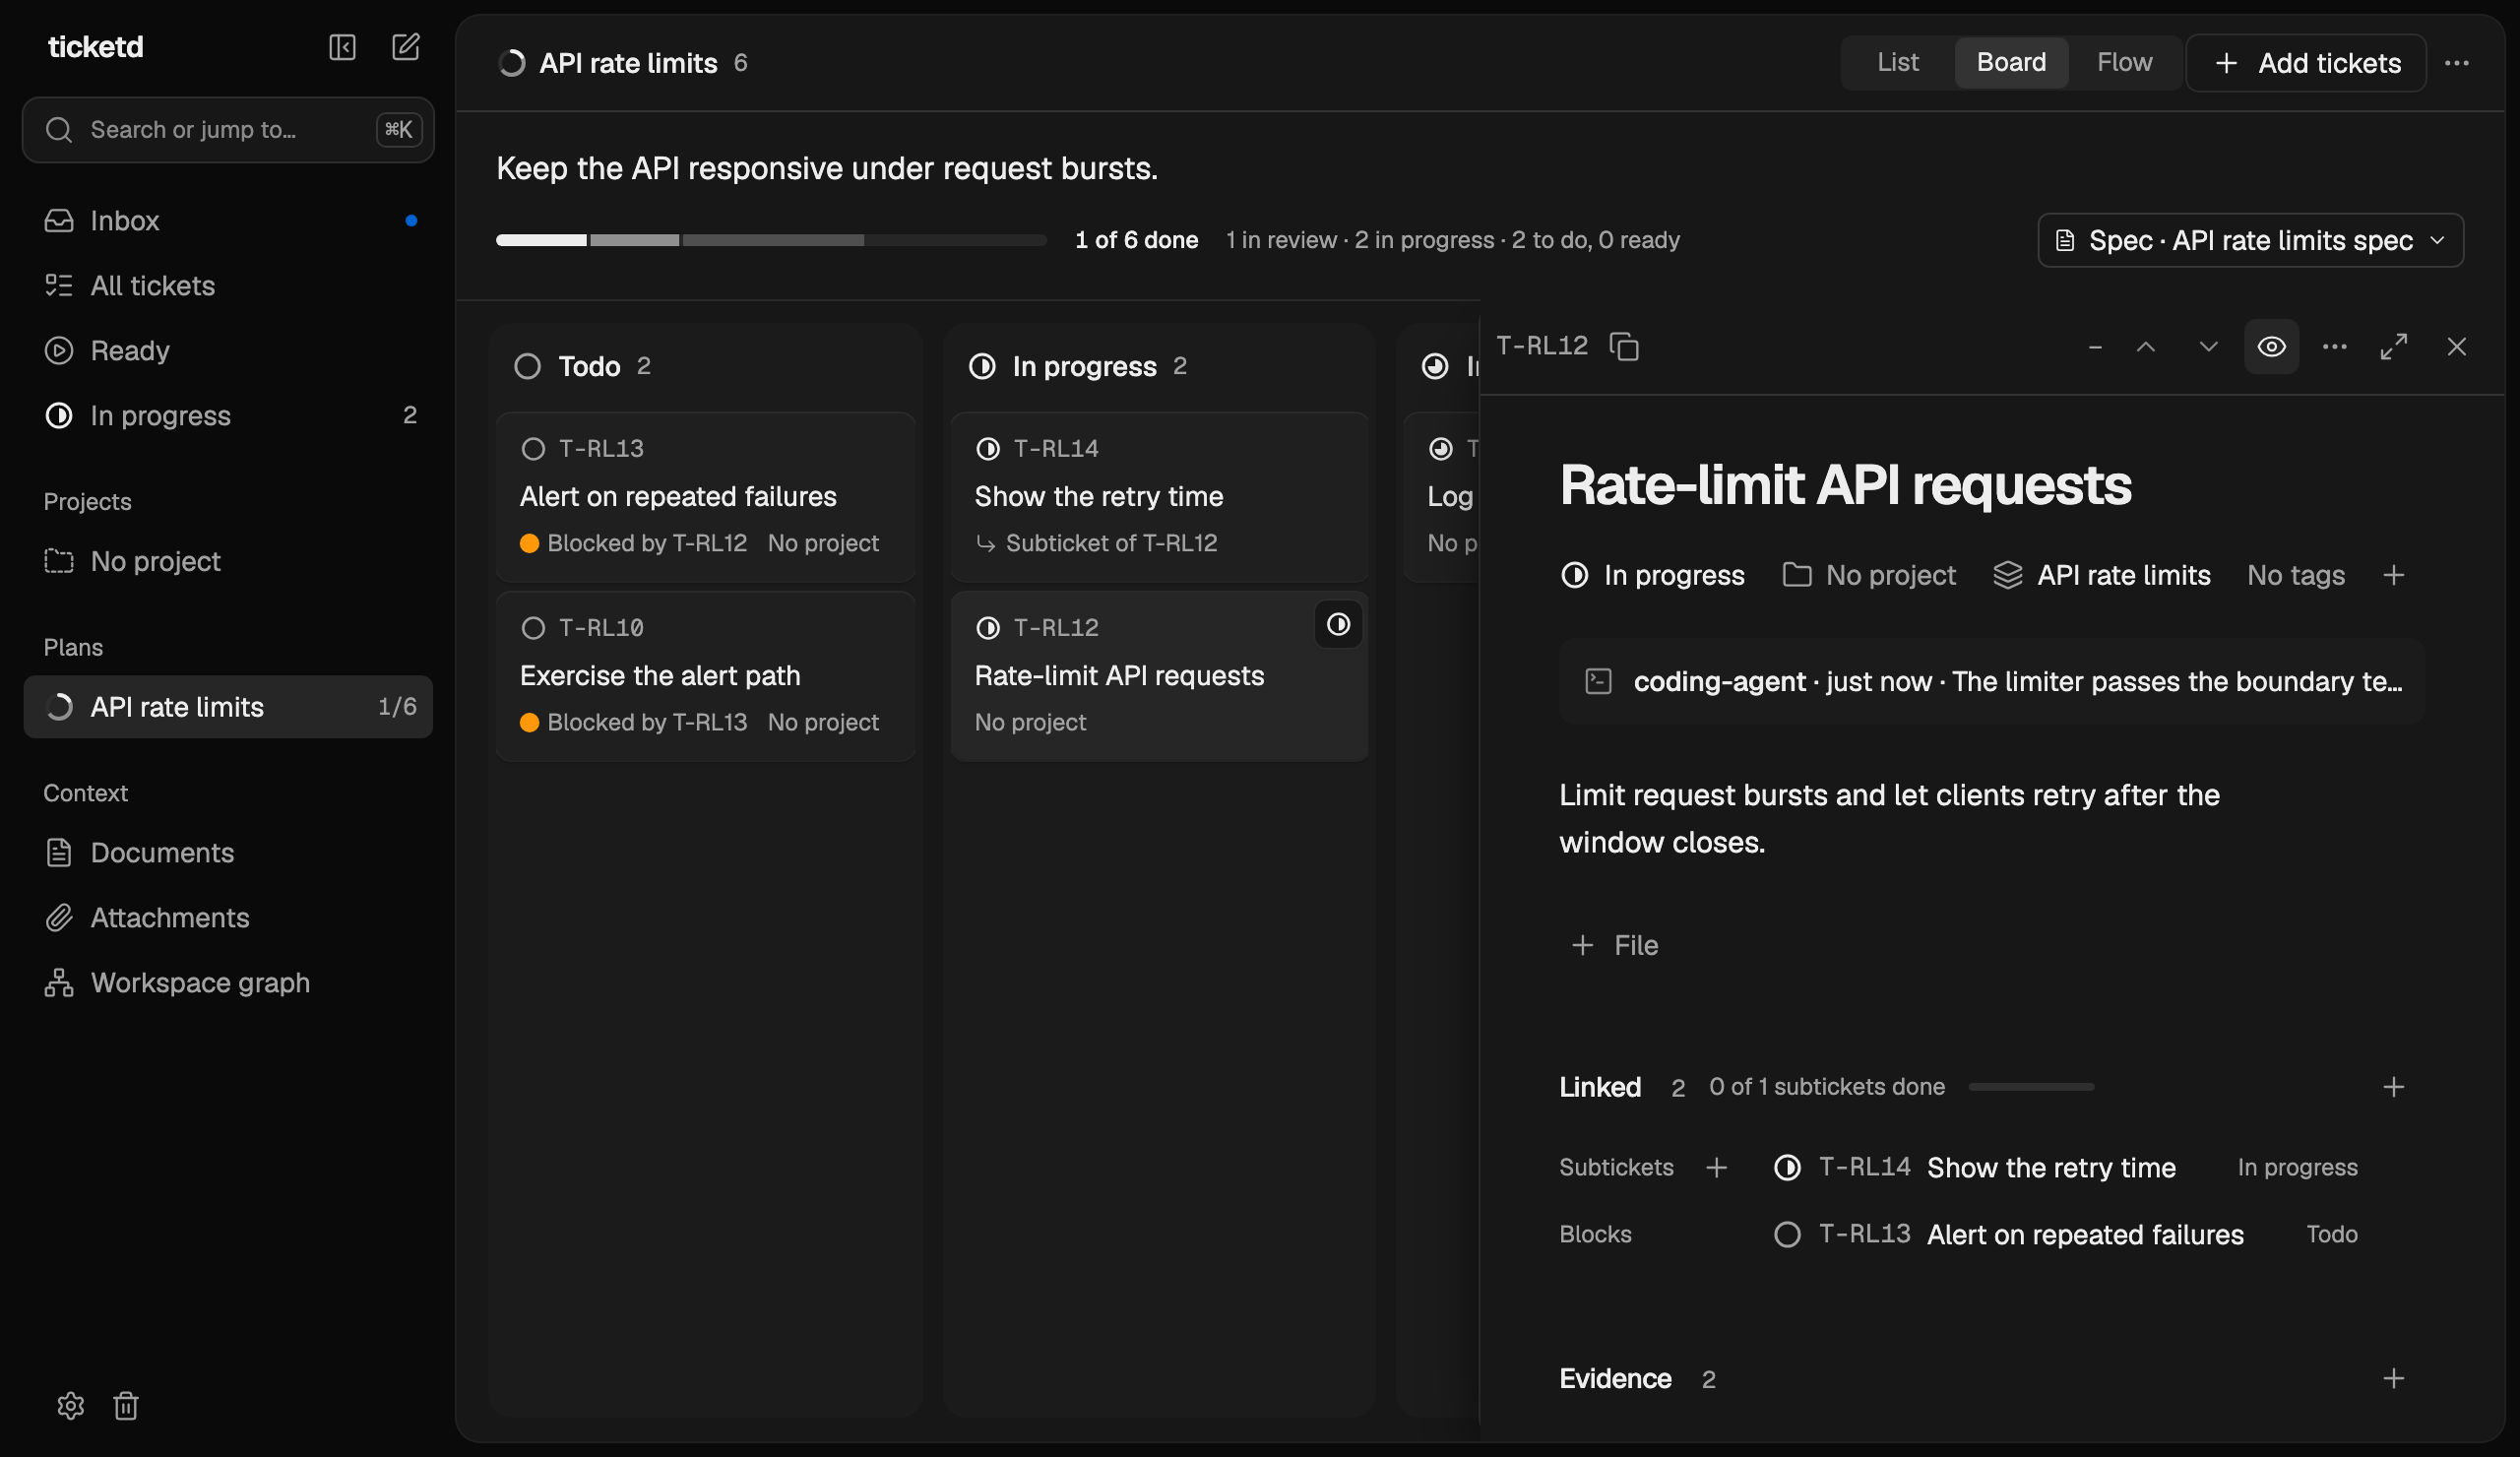 ticketd
Search or jump to...
⌘K
Inbox
All tickets
Ready
In progress 2
Projects
No project
Plans
API rate limits 1/6
Context
Documents
Attachments
Workspace graph
API rate limits 6
List
Board
Flow
+ Add tickets
Keep the API responsive under request bursts.
1 of 6 done
1 in review · 2 in progress · 2 to do, 0 ready
Spec · API rate limits spec
Todo 2
T-RL13
Alert on repeated failures
Blocked by T-RL12 No project
T-RL10
Exercise the alert path
Blocked by T-RL13 No project
In progress 2
T-RL14
Show the retry time
Subticket of T-RL12
T-RL12
Rate-limit API requests
No project
Log
T-RL12
Rate-limit API requests
In progress
No project
API rate limits
No tags
coding-agent · just now · The limiter passes the boundary te...
Limit request bursts and let clients retry after the
window closes.
+ File
Linked 2 0 of 1 subtickets done
Subtickets + T-RL14 Show the retry time In progress
Blocks T-RL13 Alert on repeated failures Todo
Evidence 2